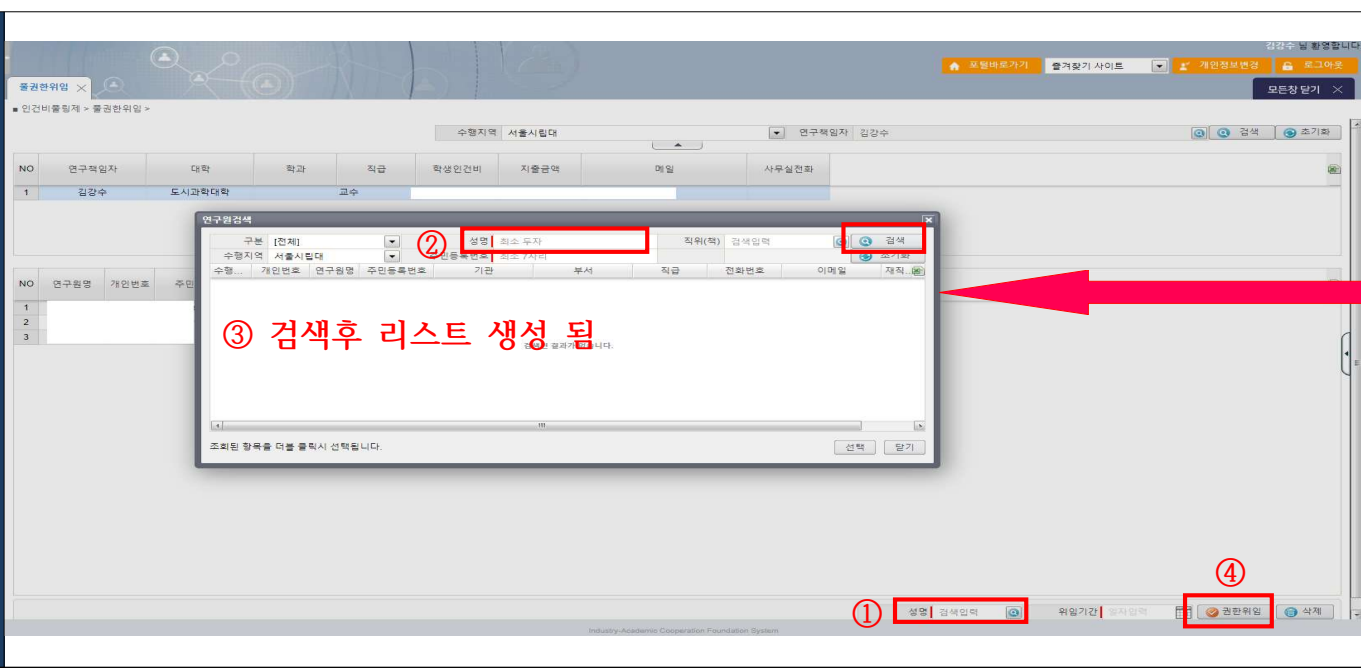 김강수 님 환영합니다
포털바로가기 즐겨찾기 사이트 개인정보변경 로그아웃
풀권한위임 모든창 닫기
인건비풀링제 > 풀권한위임 >
수행지역 서울시립대 연구책임자 김강수 검색 초기화
NO 연구책임자 대학 학과 직급 학생인건비 지출금액 메일 사무실전화
1 김강수 도시과학대학 교수
연구원검색
구분 [전체] ② 성명 최소 두자 직위(책) 검색입력 검색
수행지역 서울시립대 주민등록번호 최소 7자리 초기화
수행... 개인번호 연구원명 주민등록번호 기관 부서 직급 전화번호 이메일 재직..
NO 연구원명 개인번호 주민
1
2
3
③ 검색후 리스트 생성 됨
조회된 항목을 더블 클릭시 선택됩니다. 선택 닫기
④
① 성명 검색입력 위임기간 일자입력 권한위임 삭제
Industry-Academic Cooperation Foundation System